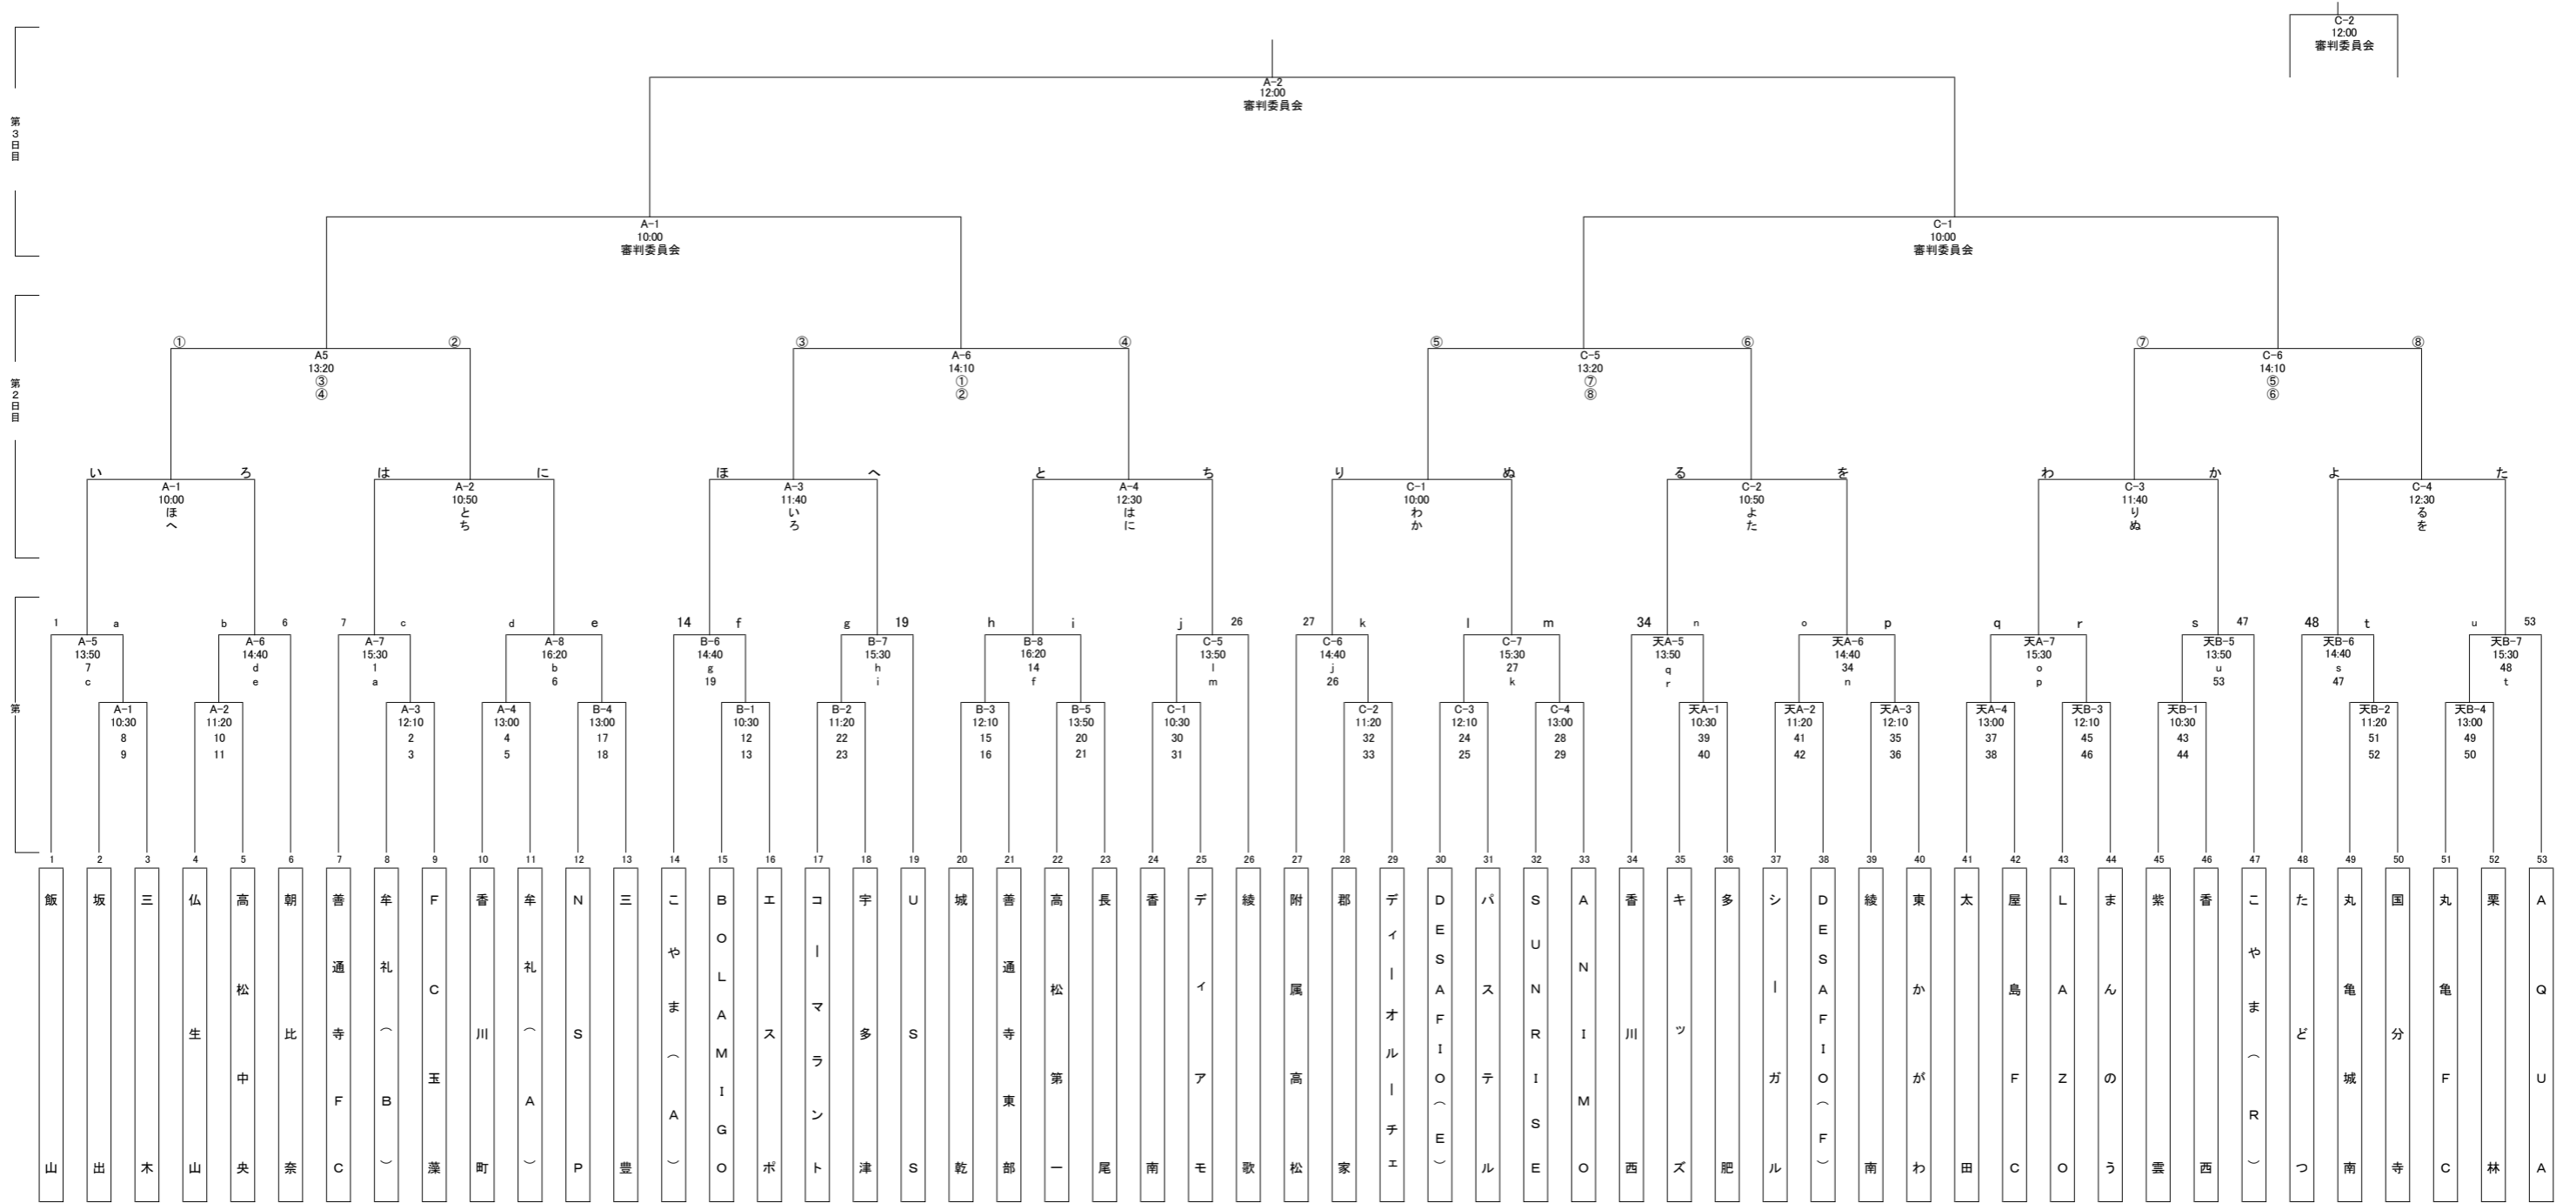 C-2
12:00
審判委員会
A-2
12:00
審判委員会
第3日目
A-1
10:00
審判委員会
C-1
10:00
審判委員会
① ② ③ ④ ⑤ ⑥ ⑦ ⑧
A5 A-6 C-5 C-6
13:20 14:10 13:20 14:10
③ ① ⑦ ⑤
④ ② ⑧ ⑥
第2日目
い ろ は に ほ へ と ち り ぬ る を わ か よ た
A-1 A-2 A-3 A-4 C-1 C-2 C-3 C-4
10:00 10:50 11:40 12:30 10:00 10:50 11:40 12:30
ほ と い は わ よ り る
へ ち ろ に か た ぬ を
1 a b 6 7 c d e 14 f g 19 h i j 26 27 k l m 34 n o p q r s 47 48 t u 53
A-5 A-6 A-7 A-8 B-6 B-7 B-8 C-5 C-6 C-7 天A-5 天A-6 天A-7 天B-5 天B-6 天B-7
13:50 14:40 15:30 16:20 14:40 15:30 16:20 13:50 14:40 15:30 13:50 14:40 15:30 13:50 14:40 15:30
7 d 1 b g h 14 l j 27 q 34 o u s 48
c e a 6 19 i f m 26 k r n p 53 47 t
第
A-1 A-2 A-3 A-4 B-4 B-1 B-2 B-3 B-5 C-1 C-2 C-3 C-4 天A-1 天A-2 天A-3 天A-4 天B-3 天B-1 天B-2 天B-4
10:30 11:20 12:10 13:00 13:00 10:30 11:20 12:10 13:50 10:30 11:20 12:10 13:00 10:30 11:20 12:10 13:00 12:10 10:30 11:20 13:00
8 10 2 4 17 12 22 15 20 30 32 24 28 39 41 35 37 45 43 51 49
9 11 3 5 18 13 23 16 21 31 33 25 29 40 42 36 38 46 44 52 50
1 2 3 4 5 6 7 8 9 10 11 12 13 14 15 16 17 18 19 20 21 22 23 24 25 26 27 28 29 30 31 32 33 34 35 36 37 38 39 40 41 42 43 44 45 46 47 48 49 50 51 52 53
飯山
坂出
三木
仏生山
高松中央
朝比奈
善通寺FC
牟礼(B)
FC玉藻
香川町
牟礼(A)
NSP
三豊
こやま(A)
BOLAMIGO
エスポ
コーマラント
宇多津
USS
城乾
善通寺東部
高松第一
長尾
香南
ディアモ
綾歌
附属高松
郡家
ディーオルーチェ
DESAFIO(E)
パステル
SUNRISE
ANIMO
香川西
キッズ
多肥
シーガル
DESAFIO(F)
綾南
東かがわ
太田
屋島FC
LAZO
まんのう
紫雲
香西
こやま(R)
たどつ
丸亀城南
国分寺
丸亀FC
栗林
AQUA